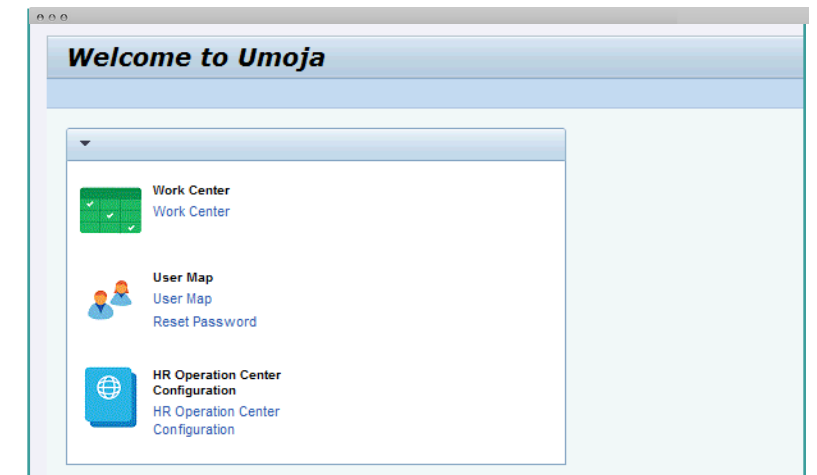 Welcome to Umoja
Work Center
Work Center
User Map
User Map
Reset Password
HR Operation Center
Configuration
HR Operation Center
Configuration